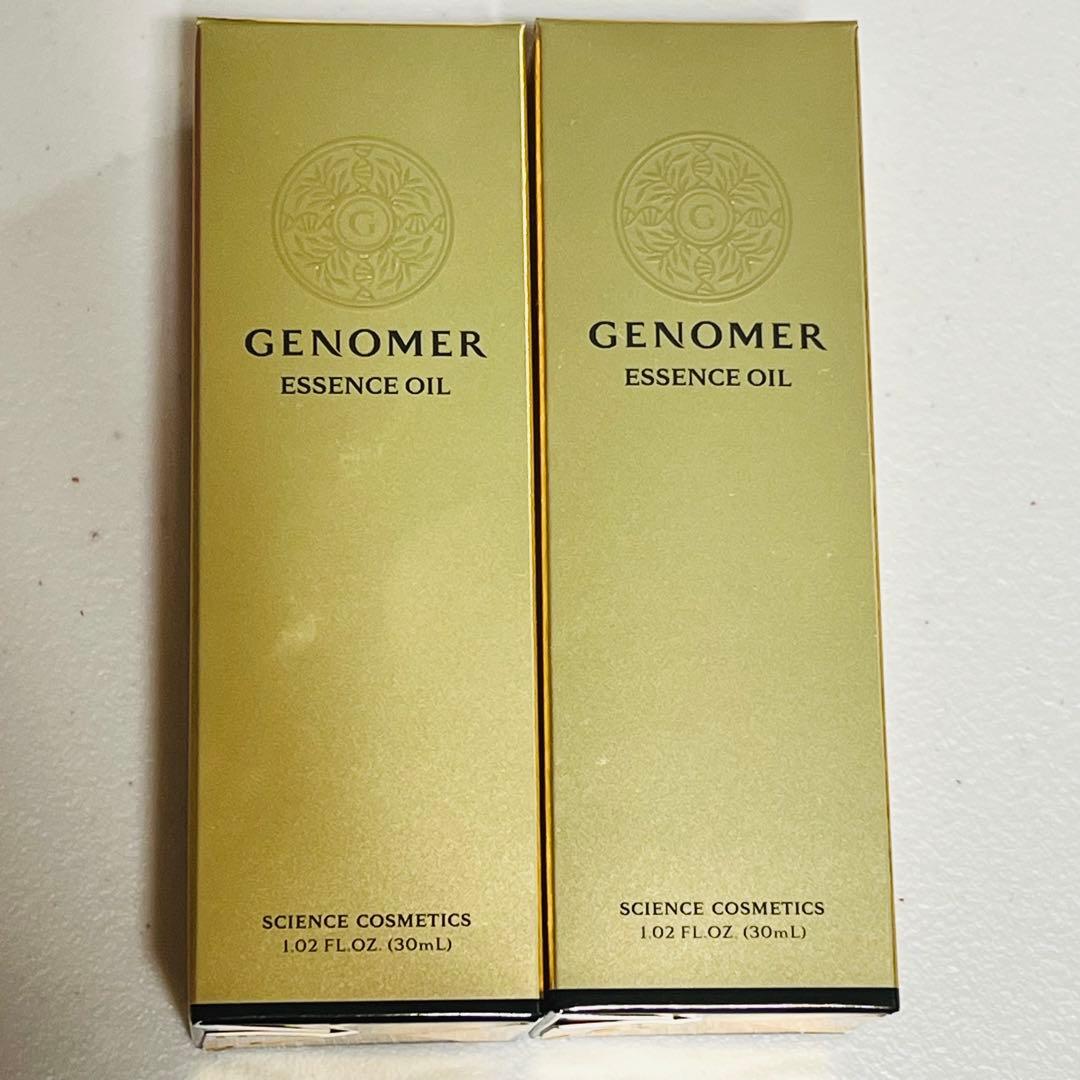 G
GENOMER
ESSENCE OIL
SCIENCE COSMETICS
1.02 FL.OZ. (30mL)
G
GENOMER
ESSENCE OIL
SCIENCE COSMETICS
1.02 FL.OZ. (30mL)